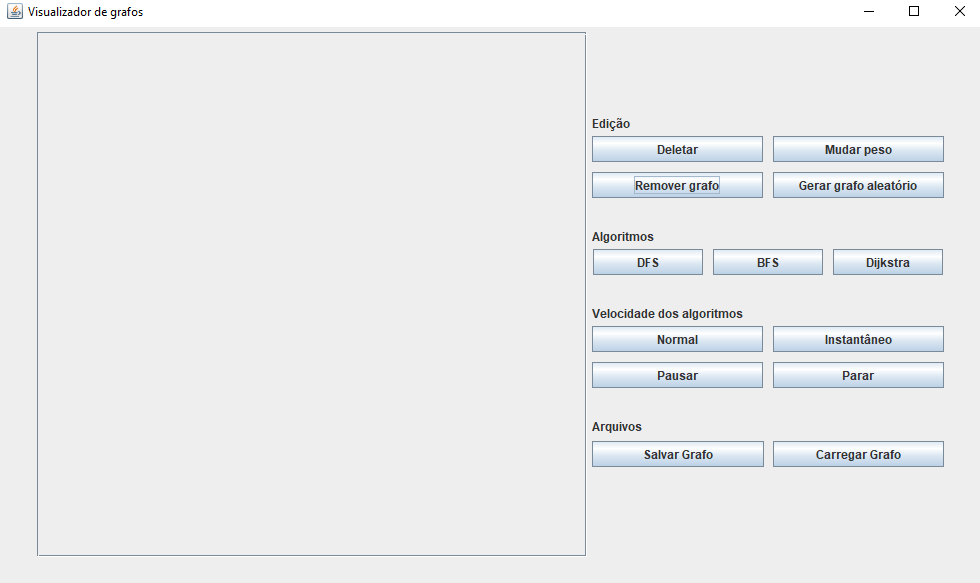 Visualizador de grafos
Edição
Deletar Mudar peso
Remover grafo Gerar grafo aleatório
Algoritmos
DFS BFS Dijkstra
Velocidade dos algoritmos
Normal Instantâneo
Pausar Parar
Arquivos
Salvar Grafo Carregar Grafo